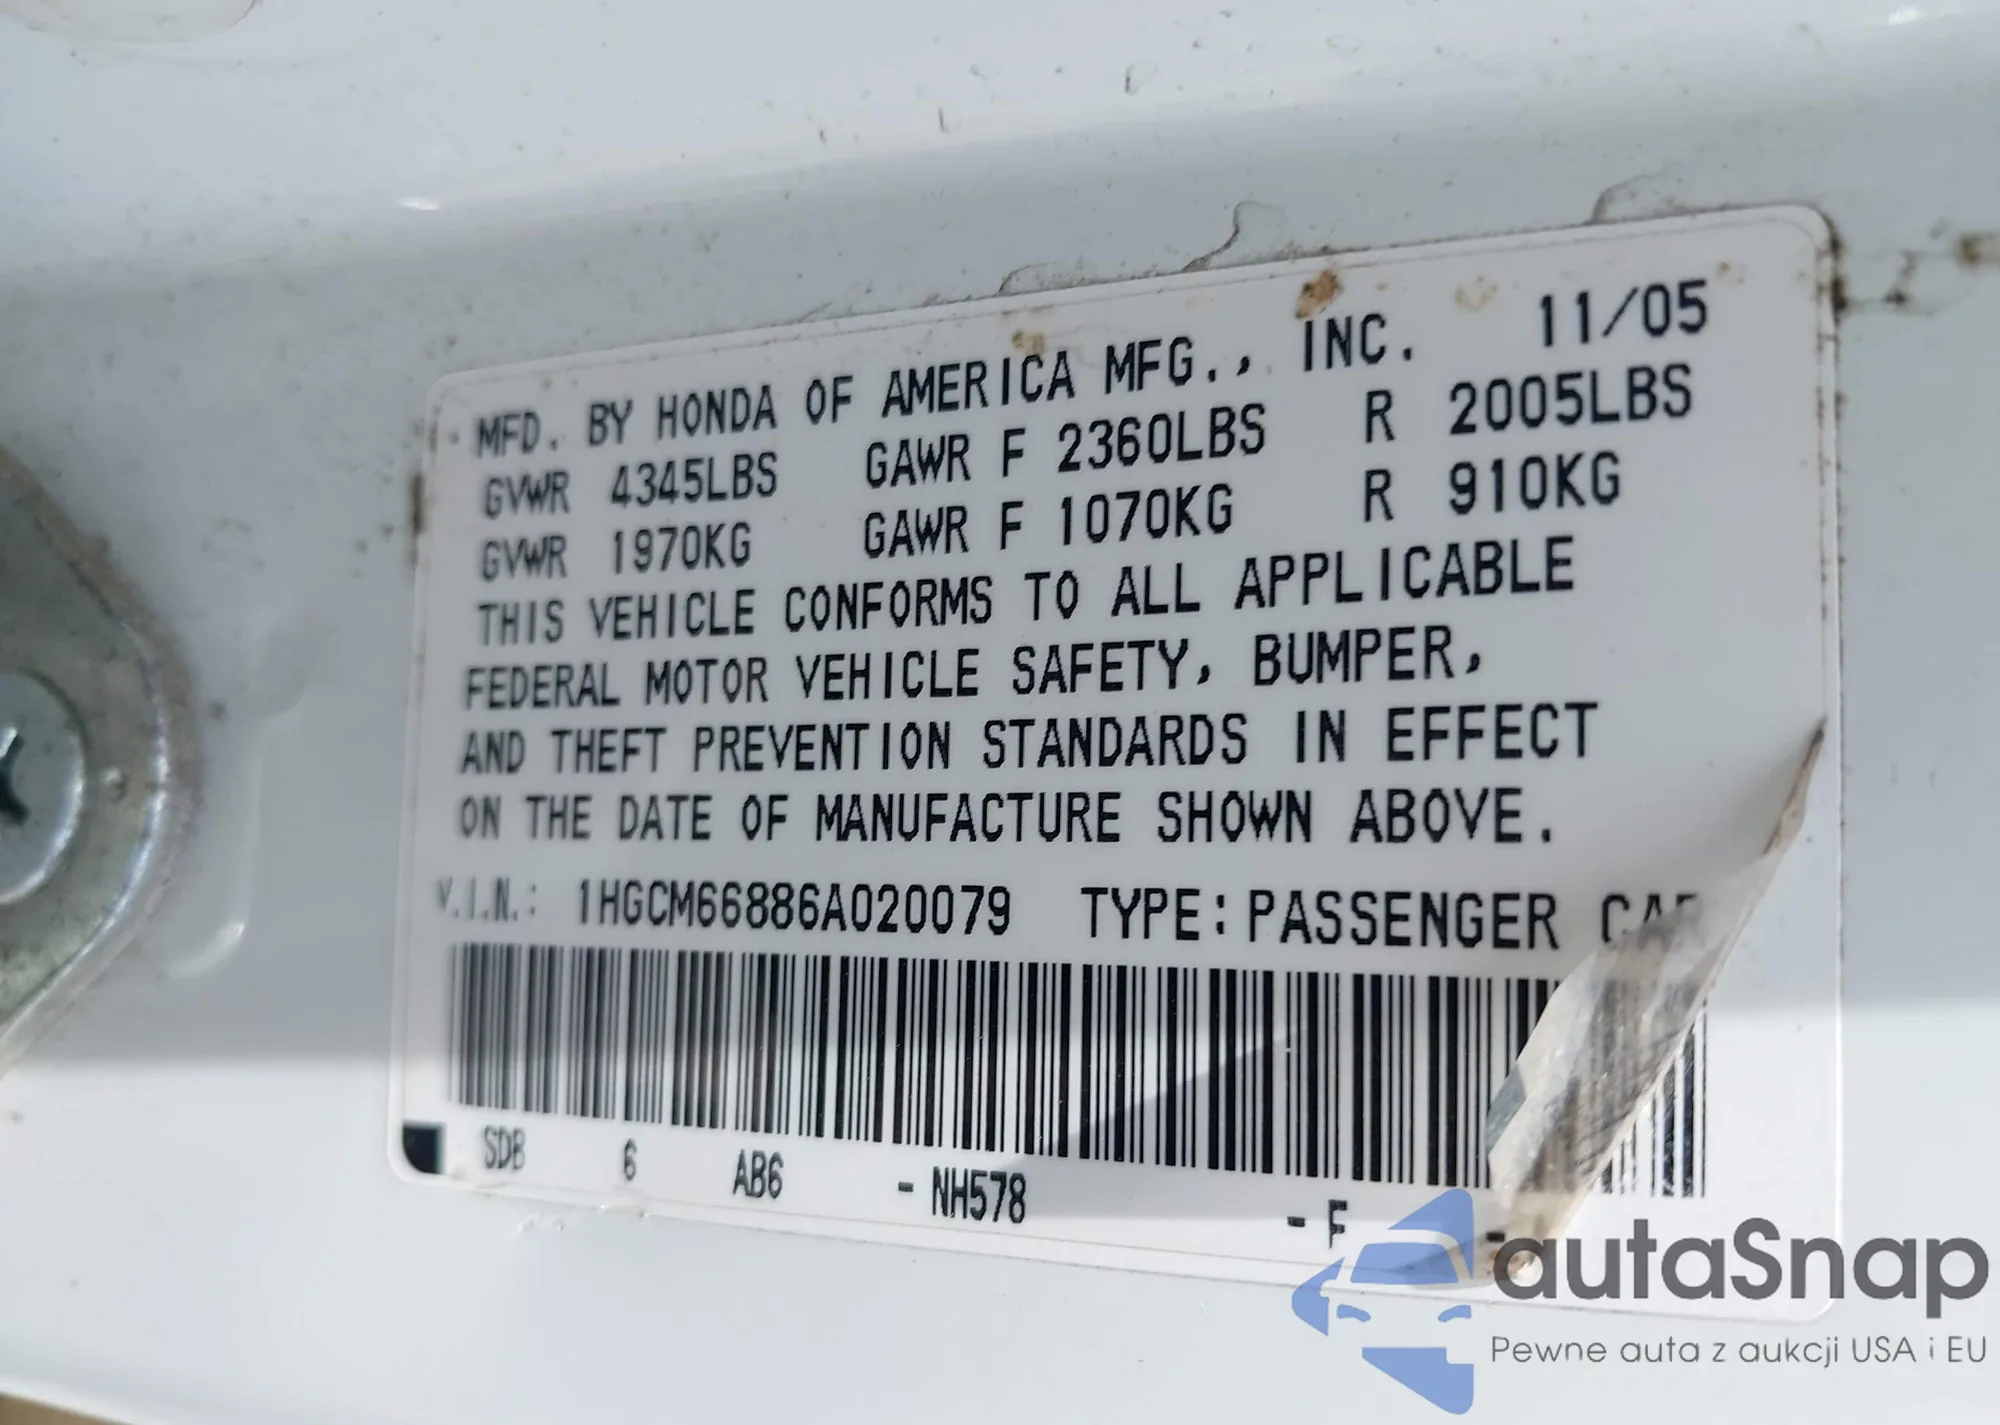 MFD. BY HONDA OF AMERICA MFG., INC. 11/05
GVWR 4345LBS GAWR F 2360LBS R 2005LBS
GVWR 1970KG GAWR F 1070KG R 910KG
THIS VEHICLE CONFORMS TO ALL APPLICABLE
FEDERAL MOTOR VEHICLE SAFETY, BUMPER,
AND THEFT PREVENTION STANDARDS IN EFFECT
ON THE DATE OF MANUFACTURE SHOWN ABOVE.
V.I.N.: 1HGCM66886A020079 TYPE: PASSENGER CAR
SDB 6 AB6 - NH578 - F -
autaSnap
Pewne auta z aukcji USA i EU